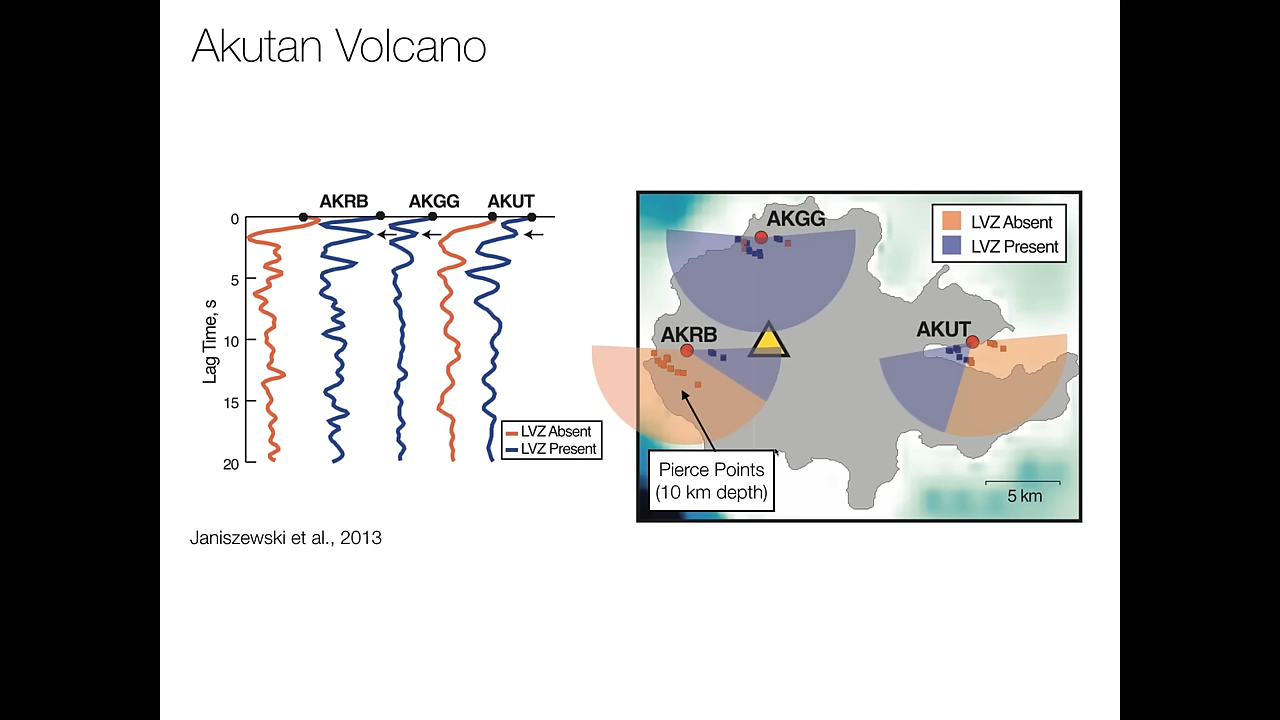 Akutan Volcano
AKRB
AKGG
AKUT
0
5
10
15
20
Lag Time, s
LVZ Absent
LVZ Present
AKGG
LVZ Absent
LVZ Present
AKRB
AKUT
Pierce Points
(10 km depth)
5 km
Janiszewski et al., 2013